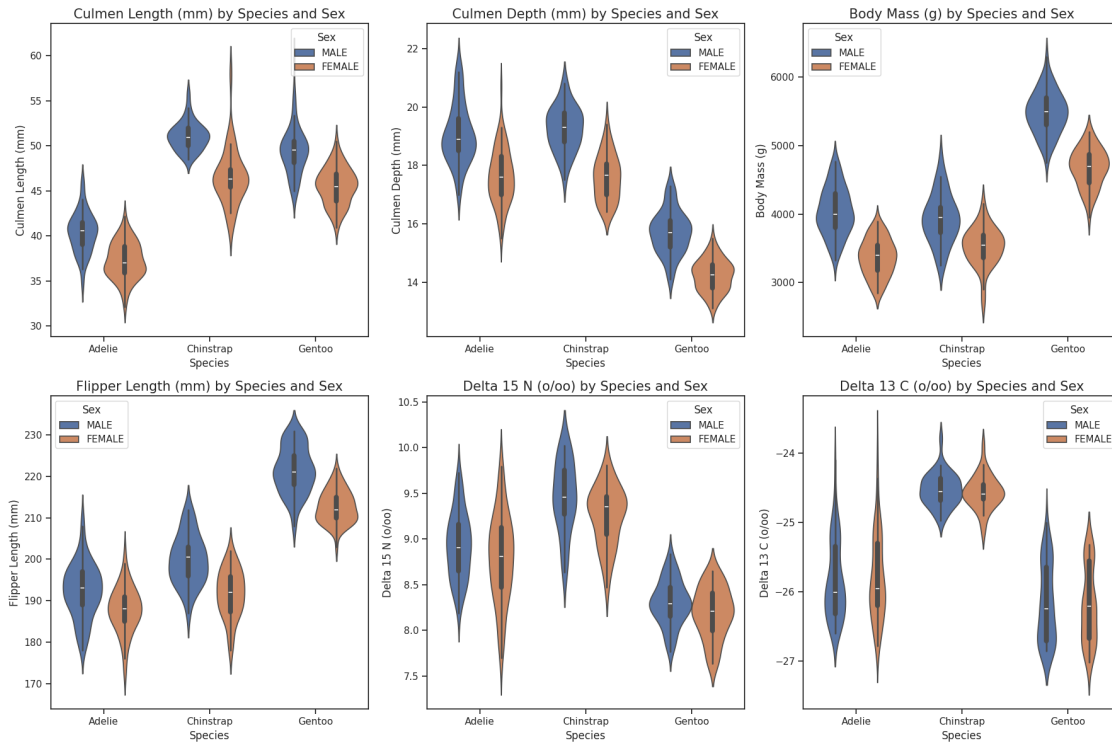 Culmen Length (mm) by Species and Sex
Culmen Length (mm)
60
55
50
45
40
35
30
Sex
MALE
FEMALE
Adelie Chinstrap Gentoo
Species
Culmen Depth (mm) by Species and Sex
Culmen Depth (mm)
22
20
18
16
14
Sex
MALE
FEMALE
Adelie Chinstrap Gentoo
Species
Body Mass (g) by Species and Sex
Body Mass (g)
6000
5000
4000
3000
Sex
MALE
FEMALE
Adelie Chinstrap Gentoo
Species
Flipper Length (mm) by Species and Sex
Flipper Length (mm)
230
220
210
200
190
180
170
Sex
MALE
FEMALE
Adelie Chinstrap Gentoo
Species
Delta 15 N (o/oo) by Species and Sex
Delta 15 N (o/oo)
10.5
10.0
9.5
9.0
8.5
8.0
7.5
Sex
MALE
FEMALE
Adelie Chinstrap Gentoo
Species
Delta 13 C (o/oo) by Species and Sex
Delta 13 C (o/oo)
−24
−25
−26
−27
Sex
MALE
FEMALE
Adelie Chinstrap Gentoo
Species